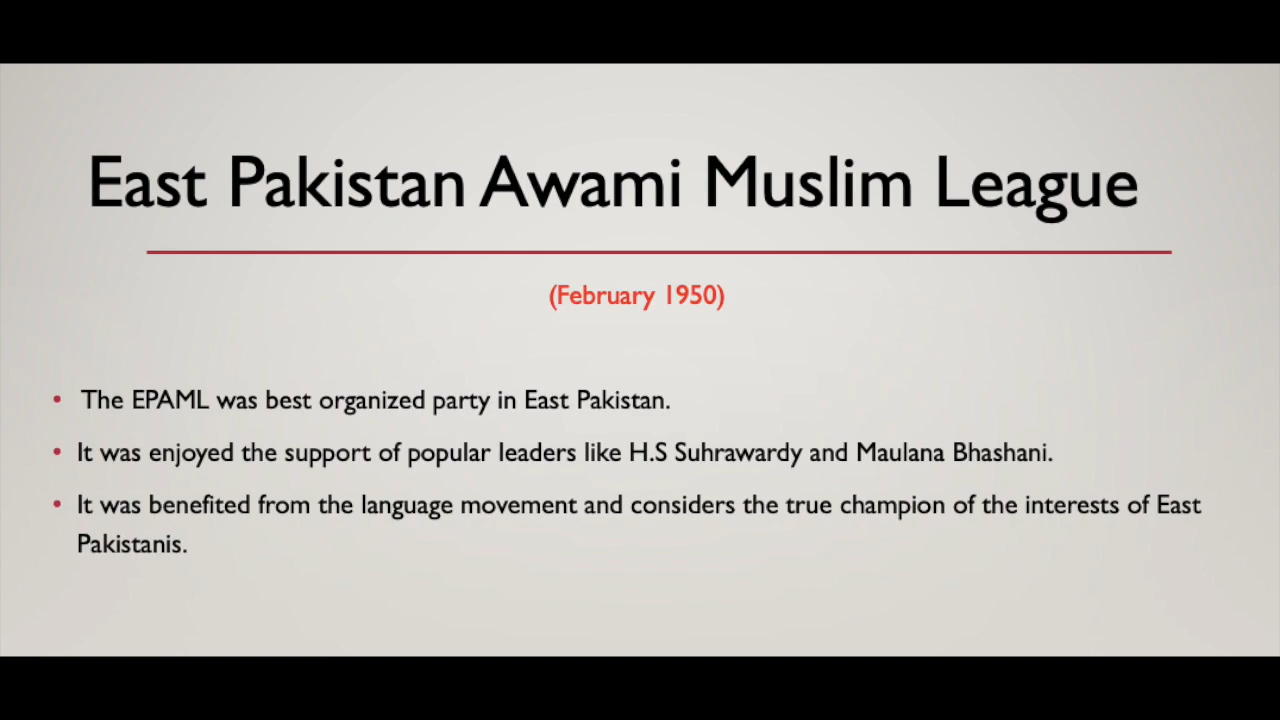 East Pakistan Awami Muslim League
(February 1950)
• The EPAML was best organized party in East Pakistan.
• It was enjoyed the support of popular leaders like H.S Suhrawardy and Maulana Bhashani.
• It was benefited from the language movement and considers the true champion of the interests of East
Pakistanis.